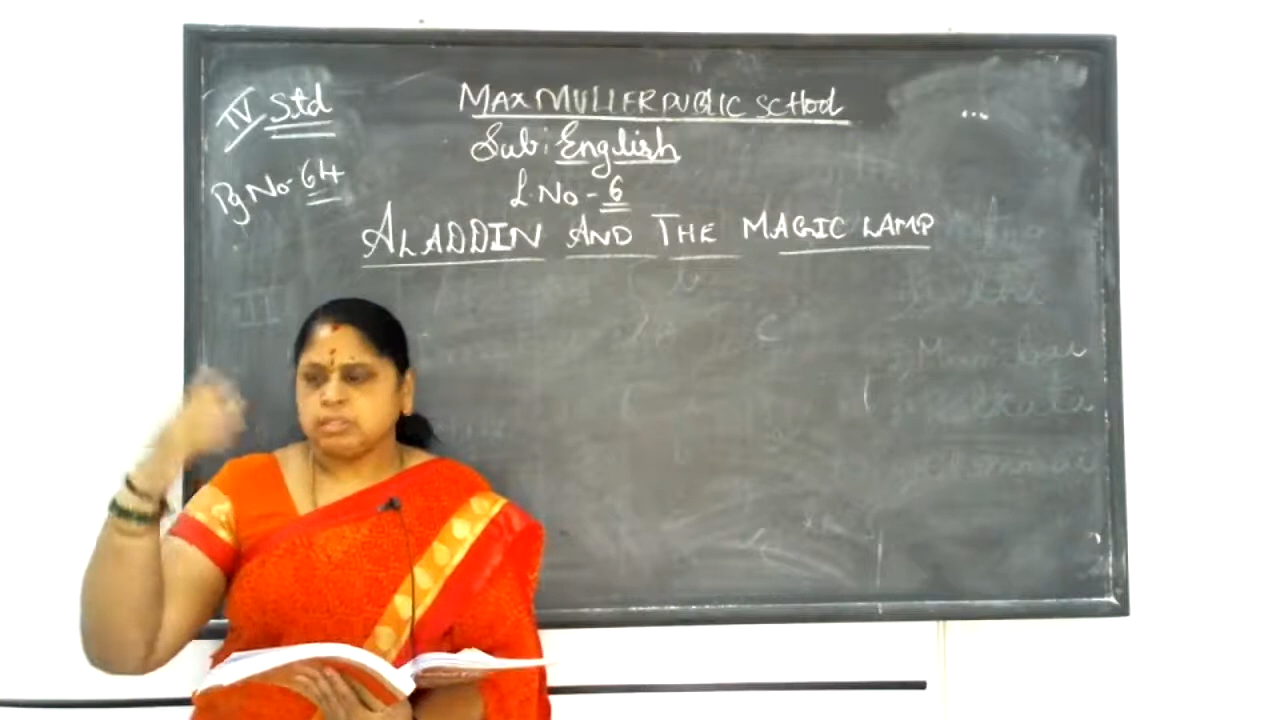 IV Std
MAX MULLER PUBLIC SCHOOL
Sub: English
Pg No- 64
L.No - 6
ALADDIN AND THE MAGIC LAMP